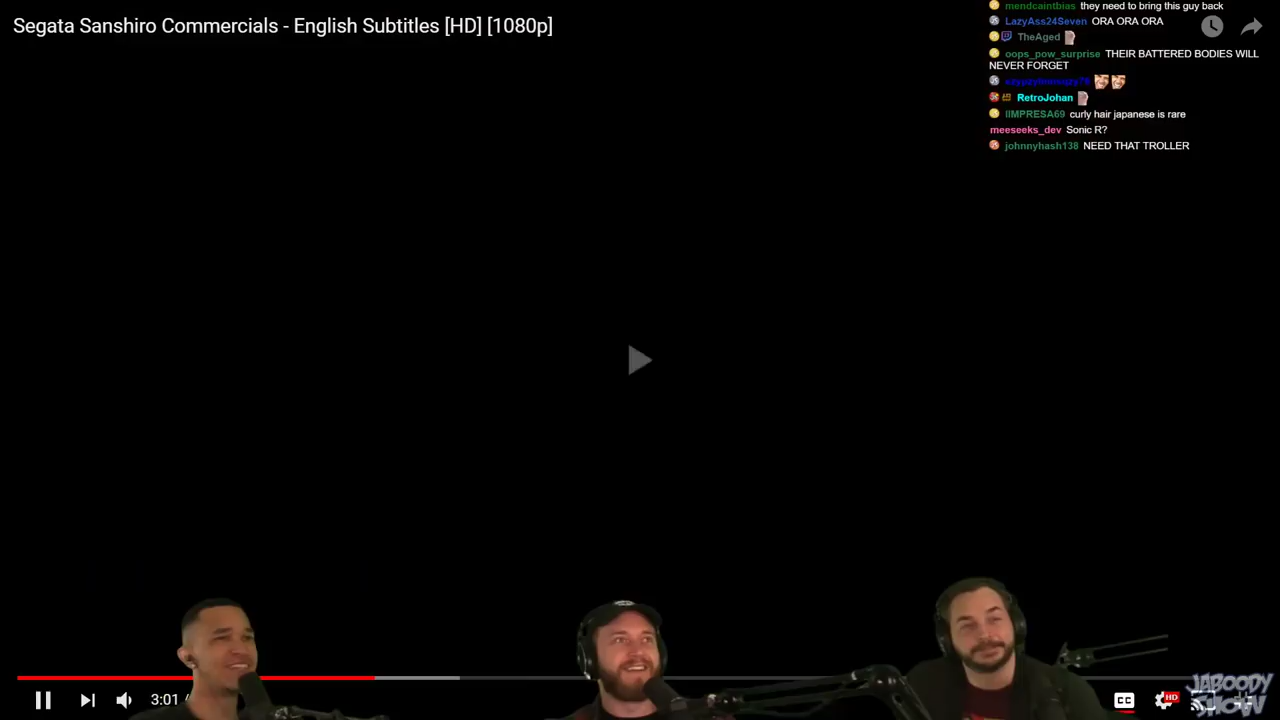 Segata Sanshiro Commercials - English Subtitles [HD] [1080p]
mendcaintbias they need to bring this guy back
LazyAss24Seven ORA ORA ORA
TheAged
oops_pow_surprise THEIR BATTERED BODIES WILL
NEVER FORGET
RetroJohan
IIMPRESA69 curly hair japanese is rare
meeseeks_dev Sonic R?
johnnyhash138 NEED THAT TROLLER
3:01 /
CC
HD
JABOODY
SHOW